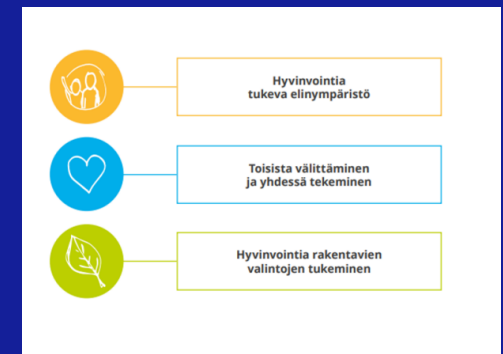 Hyvinvointia
tukeva elinympäristö
Toisista välittäminen
ja yhdessä tekeminen
Hyvinvointia rakentavien
valintojen tukeminen